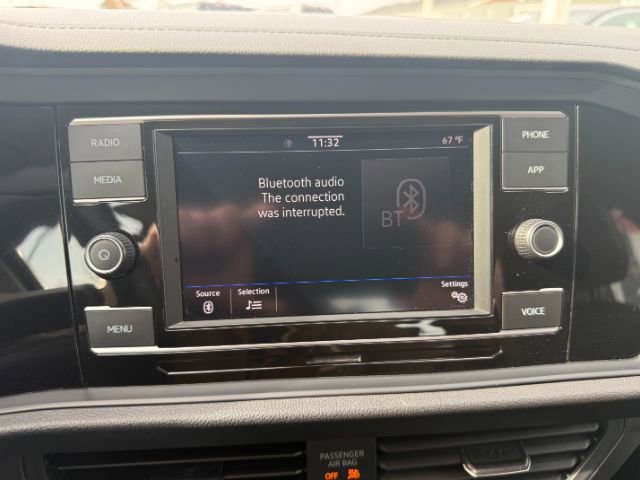 RADIO
MEDIA
MENU
11:32
67 °F
Bluetooth audio
The connection
was interrupted.
BT
Source
Selection
Settings
PHONE
APP
VOICE
PASSENGER
AIR BAG
OFF